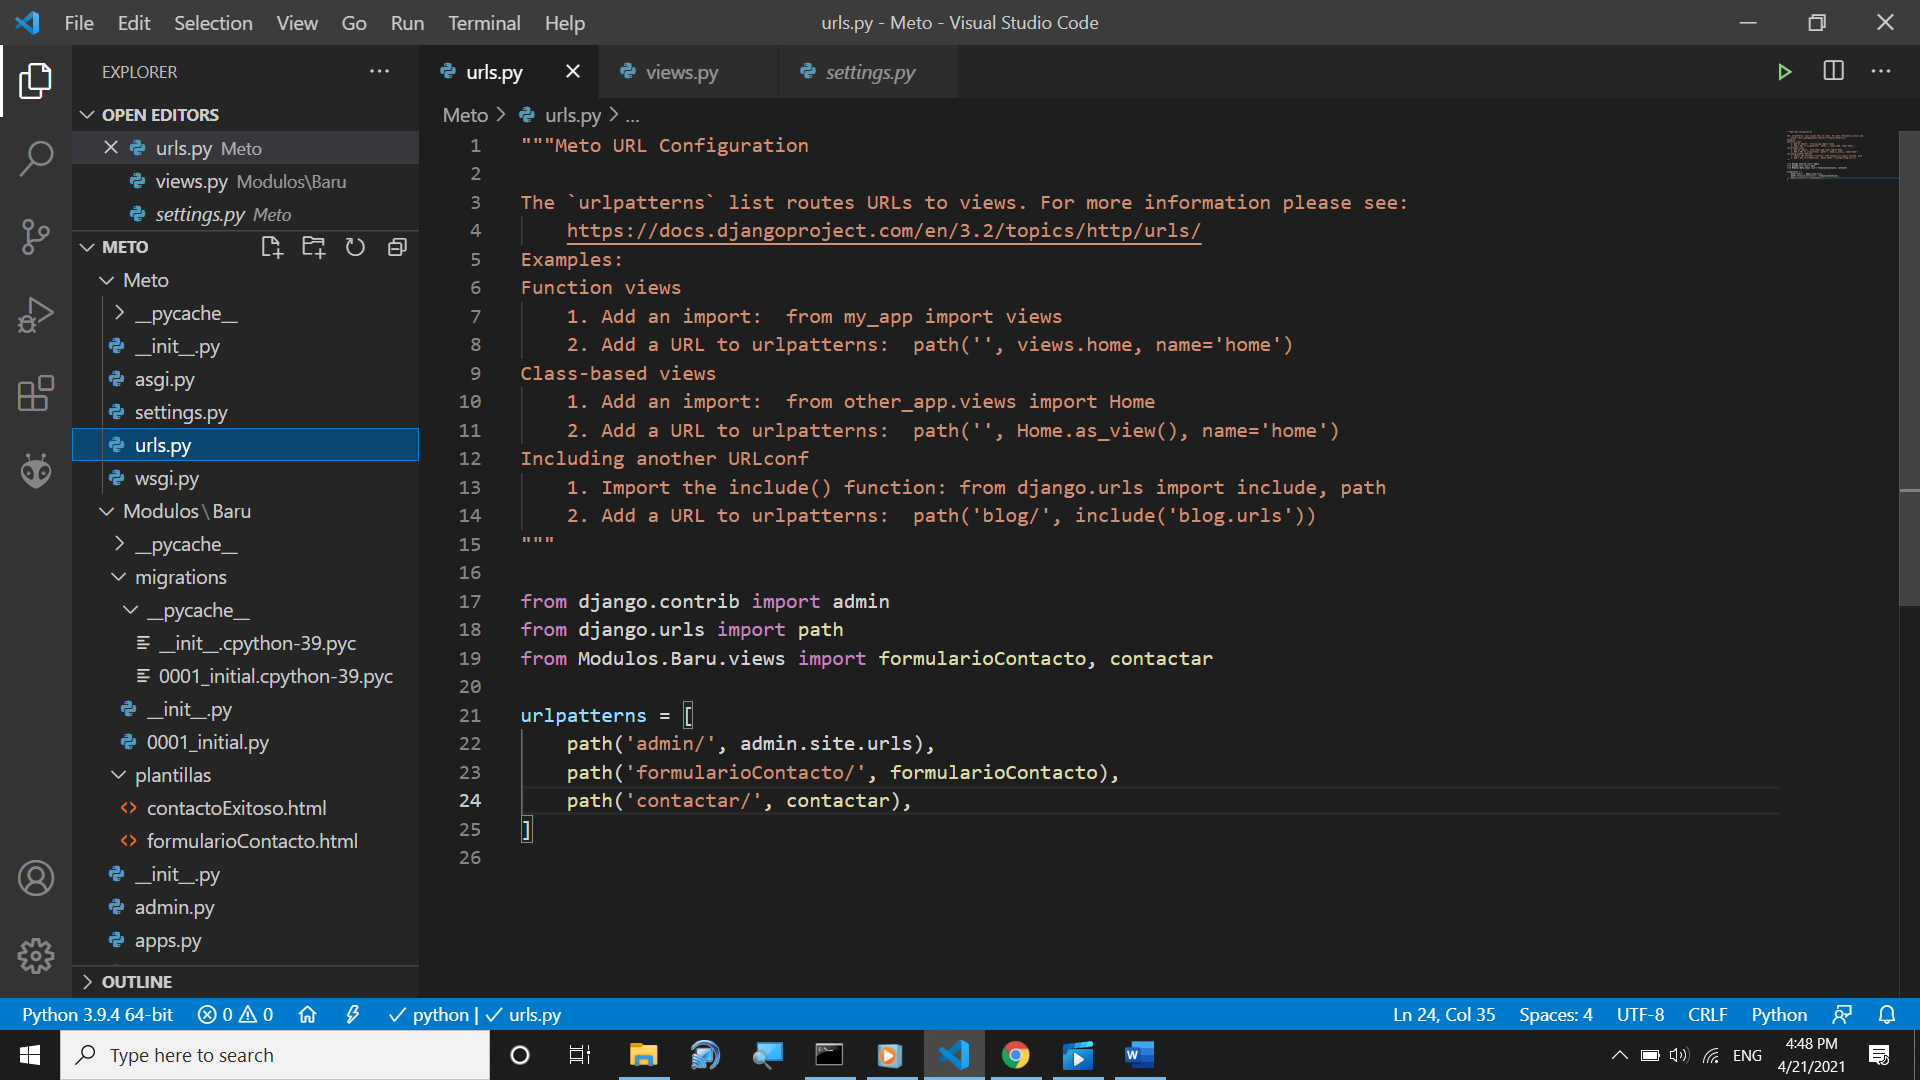 File Edit Selection View Go Run Terminal Help
urls.py - Meto - Visual Studio Code
EXPLORER
OPEN EDITORS
urls.py Meto
views.py Modulos\Baru
settings.py Meto
METO
Meto
__pycache__
__init__.py
asgi.py
settings.py
urls.py
wsgi.py
Modulos\Baru
__pycache__
migrations
__pycache__
__init__.cpython-39.pyc
0001_initial.cpython-39.pyc
__init__.py
0001_initial.py
plantillas
contactoExitoso.html
formularioContacto.html
__init__.py
admin.py
apps.py
OUTLINE
urls.py views.py settings.py
Meto > urls.py > ...
1 """Meto URL Configuration
2
3 The `urlpatterns` list routes URLs to views. For more information please see:
4     https://docs.djangoproject.com/en/3.2/topics/http/urls/
5 Examples:
6 Function views
7     1. Add an import:  from my_app import views
8     2. Add a URL to urlpatterns:  path('', views.home, name='home')
9 Class-based views
10     1. Add an import:  from other_app.views import Home
11     2. Add a URL to urlpatterns:  path('', Home.as_view(), name='home')
12 Including another URLconf
13     1. Import the include() function: from django.urls import include, path
14     2. Add a URL to urlpatterns:  path('blog/', include('blog.urls'))
15 """
16
17 from django.contrib import admin
18 from django.urls import path
19 from Modulos.Baru.views import formularioContacto, contactar
20
21 urlpatterns = [
22     path('admin/', admin.site.urls),
23     path('formularioContacto/', formularioContacto),
24     path('contactar/', contactar),
25 ]
26
Python 3.9.4 64-bit 0 0 python | urls.py
Ln 24, Col 35 Spaces: 4 UTF-8 CRLF Python
Type here to search
ENG
4:48 PM
4/21/2021